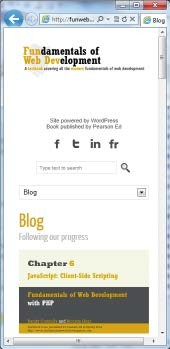 http://funweb...
Blog
Fundamentals of
Web Development
A textbook covering all the modern fundamentals of web development
Site powered by WordPress
Book published by Pearson Ed
Type text to search
Blog
Blog
Following our progress
Chapter 6
JavaScript: Client-Side Scripting
Fundamentals of Web Development
with PHP